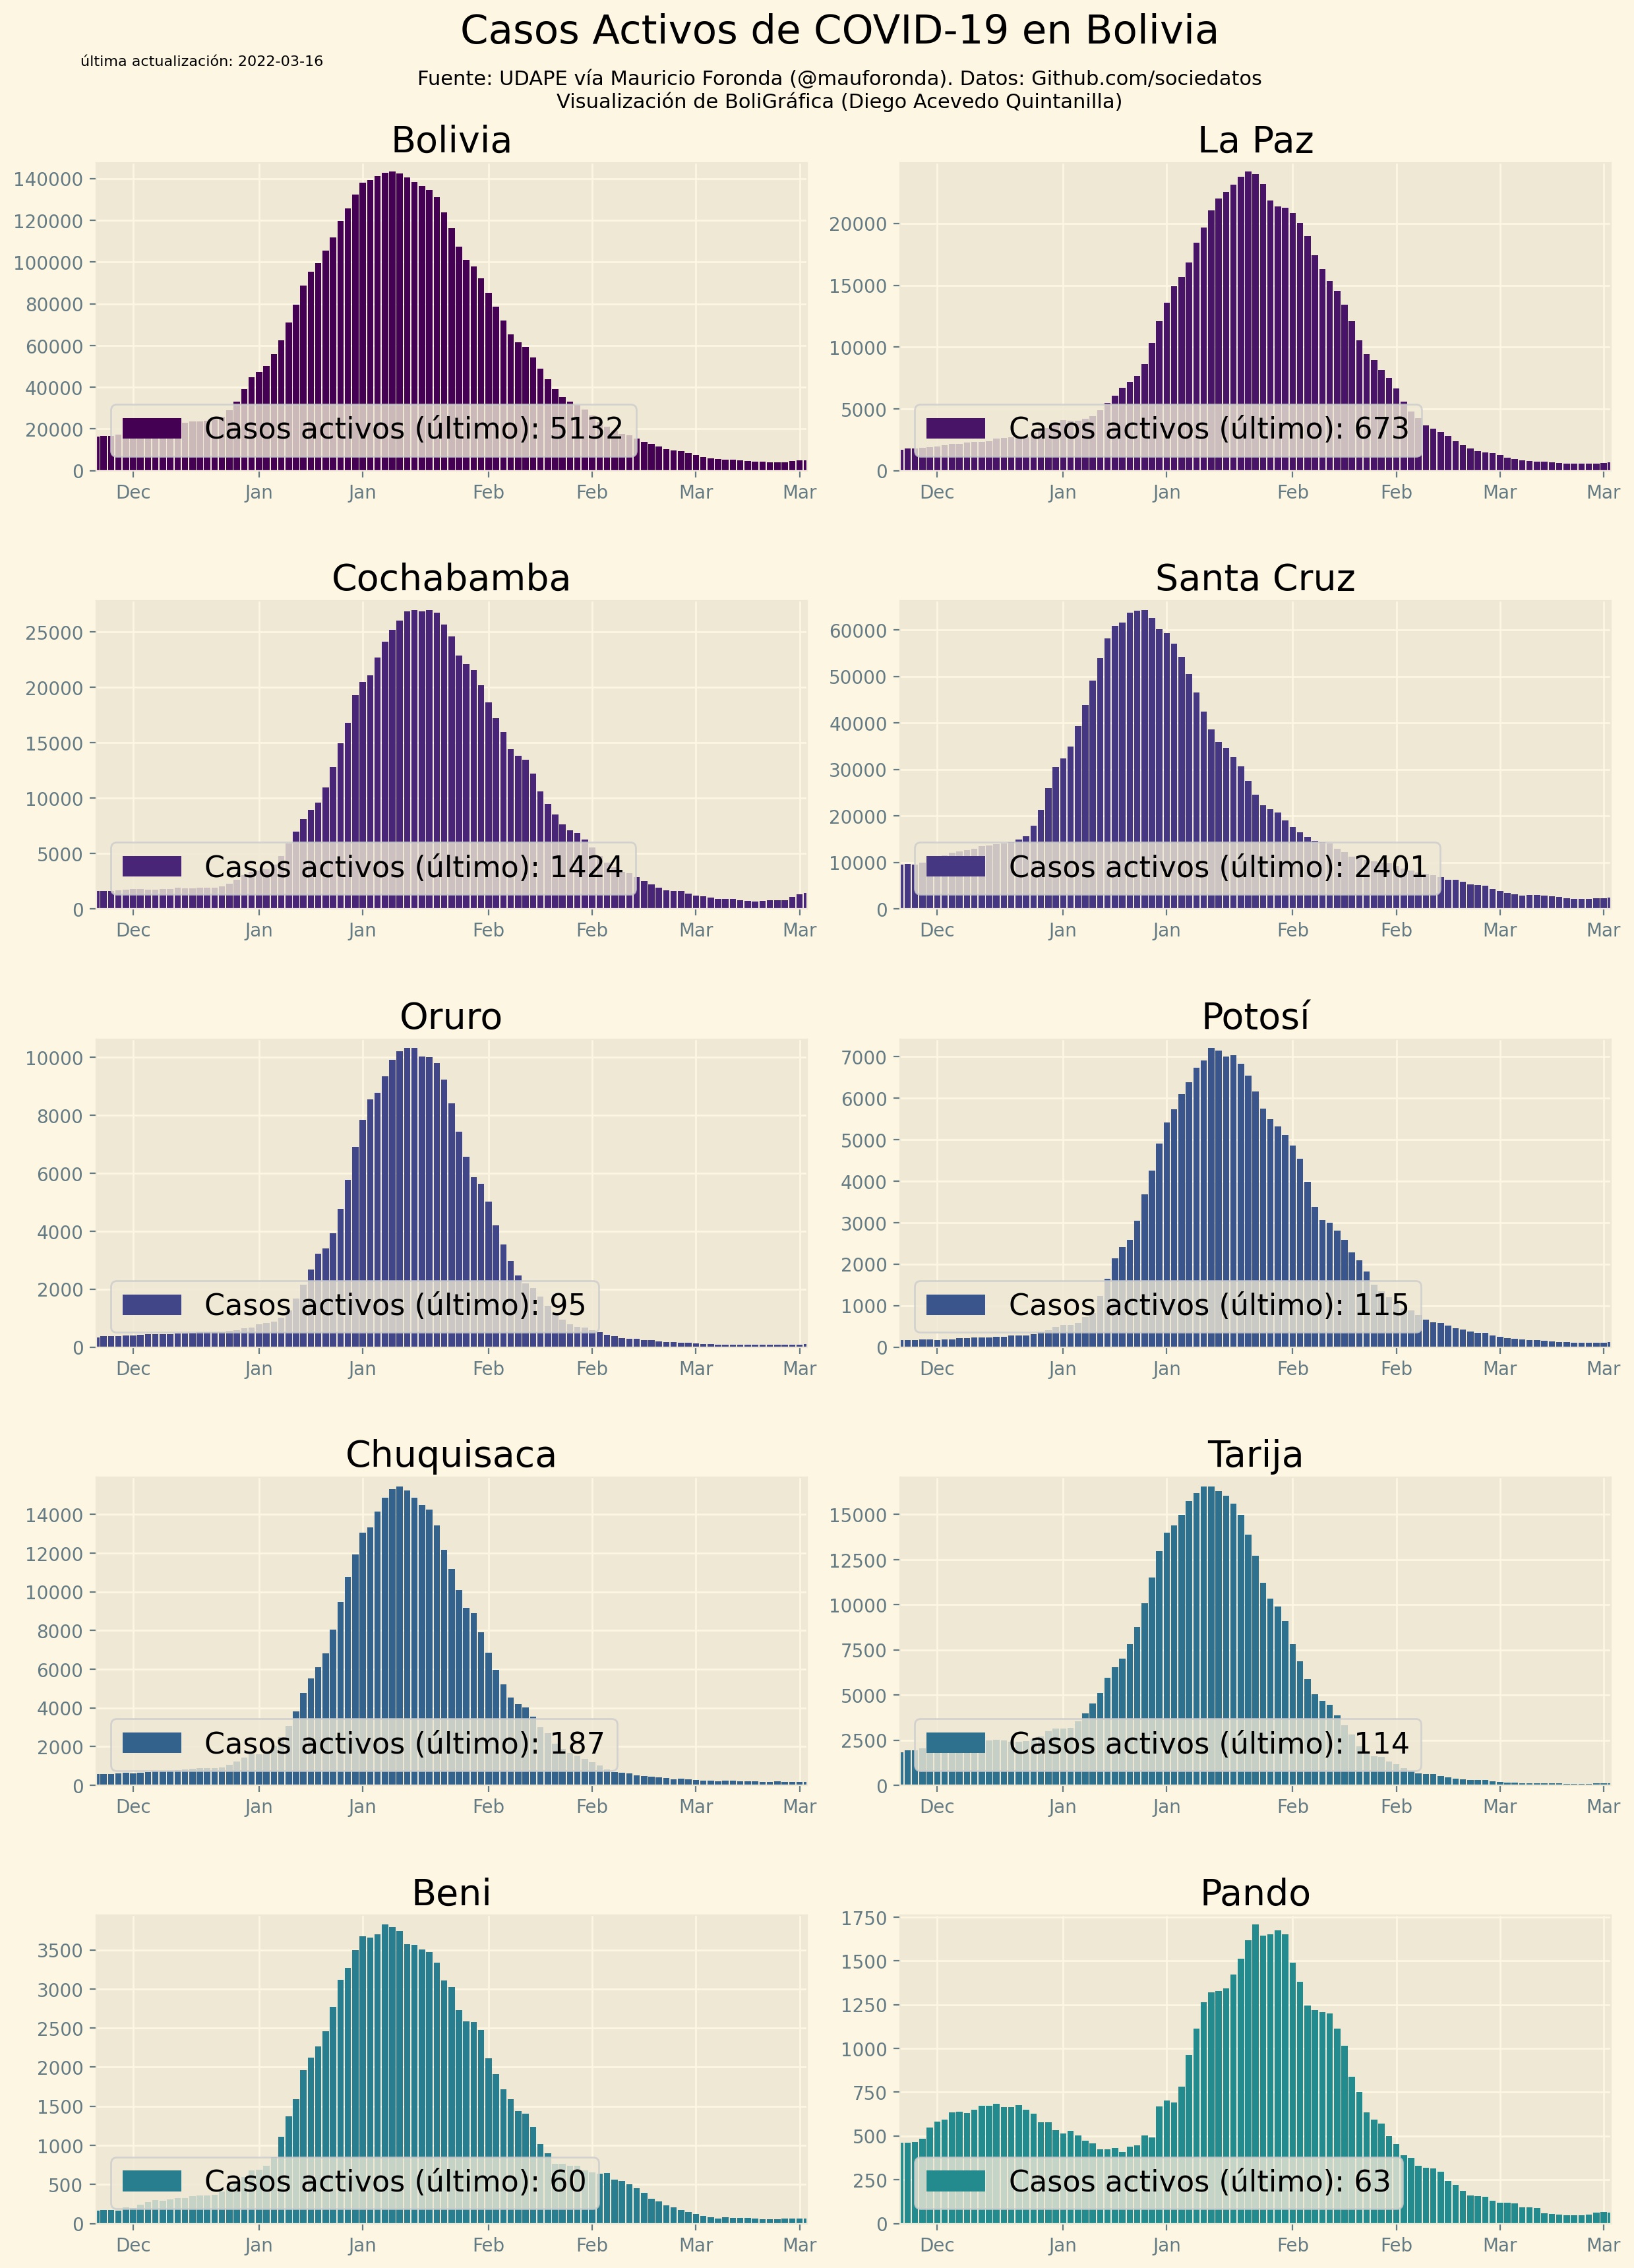 Casos Activos de COVID-19 en Bolivia
última actualización: 2022-03-16
Fuente: UDAPE vía Mauricio Foronda (@mauforonda). Datos: Github.com/sociedatos
Visualización de BoliGráfica (Diego Acevedo Quintanilla)
Bolivia
140000
120000
100000
80000
60000
40000
20000
0
Casos activos (último): 5132
Dec Jan Jan Feb Feb Mar Mar
La Paz
20000
15000
10000
5000
0
Casos activos (último): 673
Dec Jan Jan Feb Feb Mar Mar
Cochabamba
25000
20000
15000
10000
5000
0
Casos activos (último): 1424
Dec Jan Jan Feb Feb Mar Mar
Santa Cruz
60000
50000
40000
30000
20000
10000
0
Casos activos (último): 2401
Dec Jan Jan Feb Feb Mar Mar
Oruro
10000
8000
6000
4000
2000
0
Casos activos (último): 95
Dec Jan Jan Feb Feb Mar Mar
Potosí
7000
6000
5000
4000
3000
2000
1000
0
Casos activos (último): 115
Dec Jan Jan Feb Feb Mar Mar
Chuquisaca
14000
12000
10000
8000
6000
4000
2000
0
Casos activos (último): 187
Dec Jan Jan Feb Feb Mar Mar
Tarija
15000
12500
10000
7500
5000
2500
0
Casos activos (último): 114
Dec Jan Jan Feb Feb Mar Mar
Beni
3500
3000
2500
2000
1500
1000
500
0
Casos activos (último): 60
Dec Jan Jan Feb Feb Mar Mar
Pando
1750
1500
1250
1000
750
500
250
0
Casos activos (último): 63
Dec Jan Jan Feb Feb Mar Mar